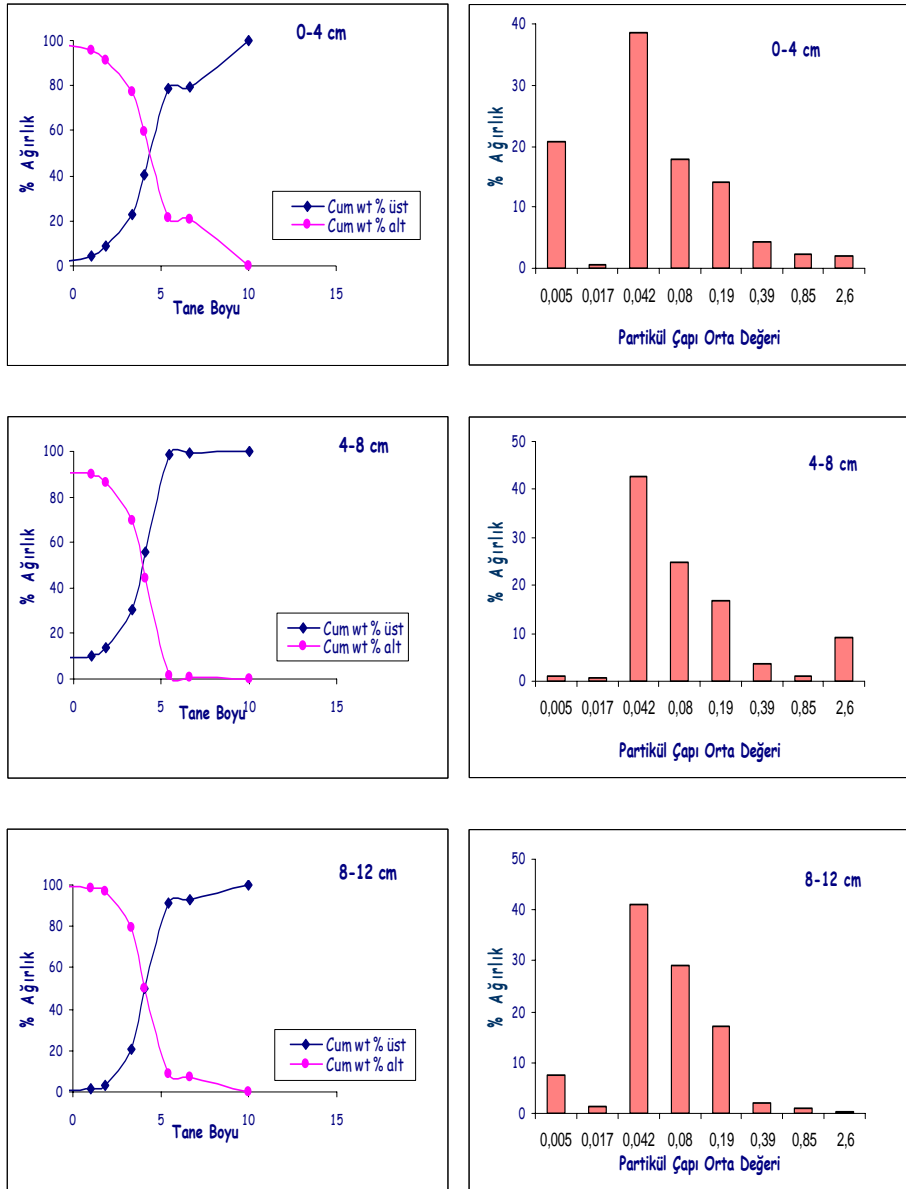 0-4 cm
% Ağırlık
100
80
60
40
20
0
Cum wt % üst
Cum wt % alt
0 5 10 15
Tane Boyu
0-4 cm
% Ağırlık
40
30
20
10
0
0,005 0,017 0,042 0,08 0,19 0,39 0,85 2,6
Partikül Çapı Orta Değeri
4-8 cm
% Ağırlık
100
80
60
40
20
0
Cum wt % üst
Cum wt % alt
0 5 10 15
Tane Boyu
4-8 cm
% Ağırlık
50
40
30
20
10
0
0,005 0,017 0,042 0,08 0,19 0,39 0,85 2,6
Partikül Çapı Orta Değeri
8-12 cm
% Ağırlık
100
80
60
40
20
0
Cum wt % üst
Cum wt % alt
0 5 10 15
Tane Boyu
8-12 cm
% Ağırlık
50
40
30
20
10
0
0,005 0,017 0,042 0,08 0,19 0,39 0,85 2,6
Partikül Çapı Orta Değeri